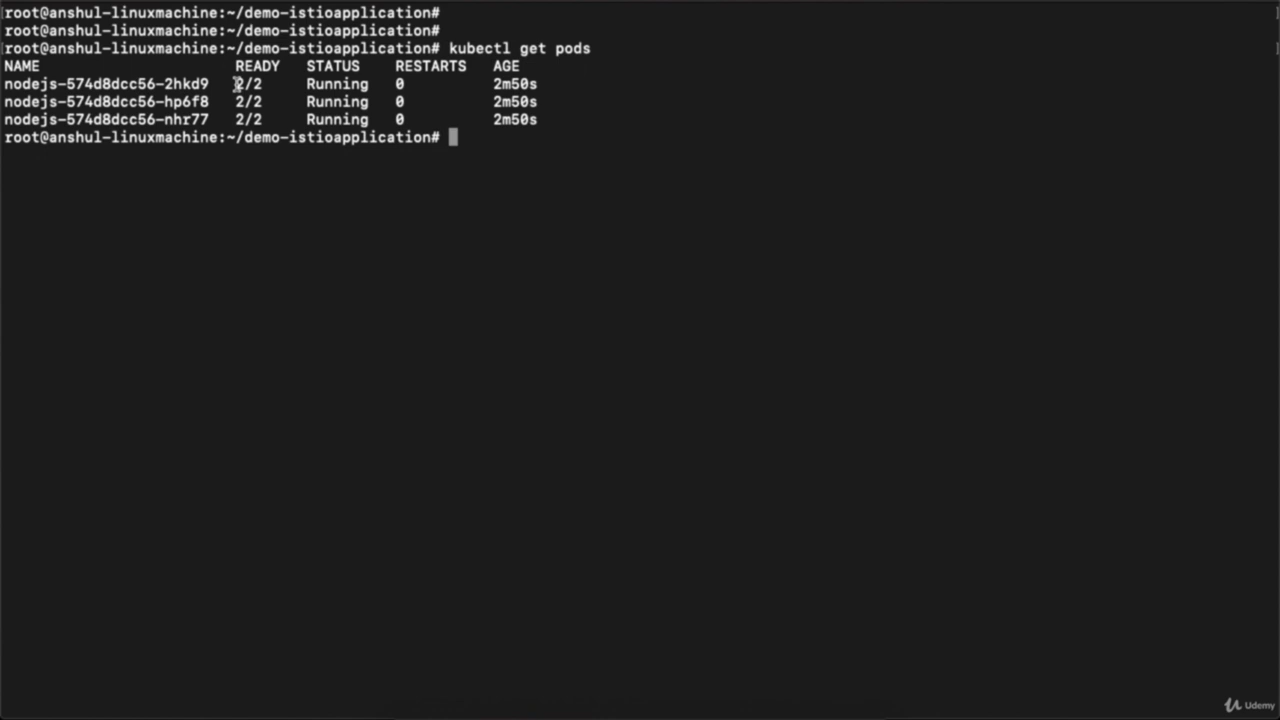 root@anshul-linuxmachine:~/demo-istioapplication#
root@anshul-linuxmachine:~/demo-istioapplication#
root@anshul-linuxmachine:~/demo-istioapplication# kubectl get pods
NAME READY STATUS RESTARTS AGE
nodejs-574d8dcc56-2hkd9 2/2 Running 0 2m50s
nodejs-574d8dcc56-hp6f8 2/2 Running 0 2m50s
nodejs-574d8dcc56-nhr77 2/2 Running 0 2m50s
root@anshul-linuxmachine:~/demo-istioapplication#
Udemy